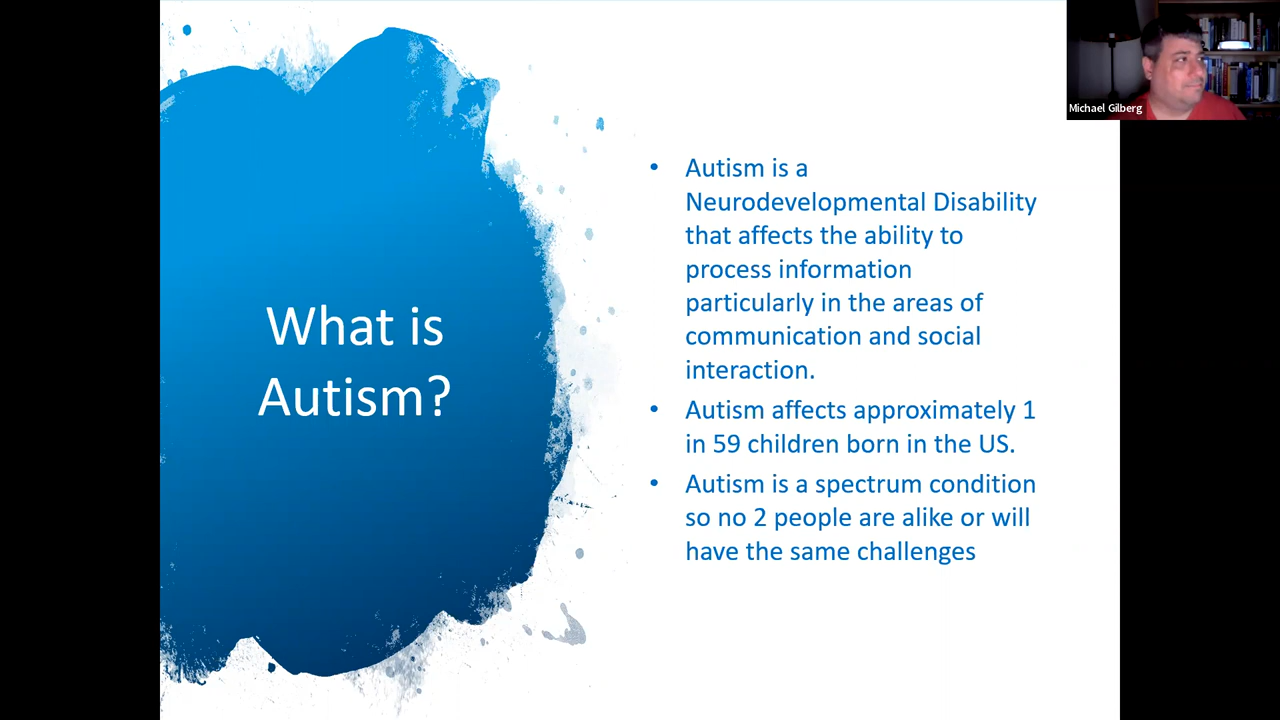 What is
Autism?
• Autism is a
Neurodevelopmental Disability
that affects the ability to
process information
particularly in the areas of
communication and social
interaction.
• Autism affects approximately 1
in 59 children born in the US.
• Autism is a spectrum condition
so no 2 people are alike or will
have the same challenges
Michael Gilberg